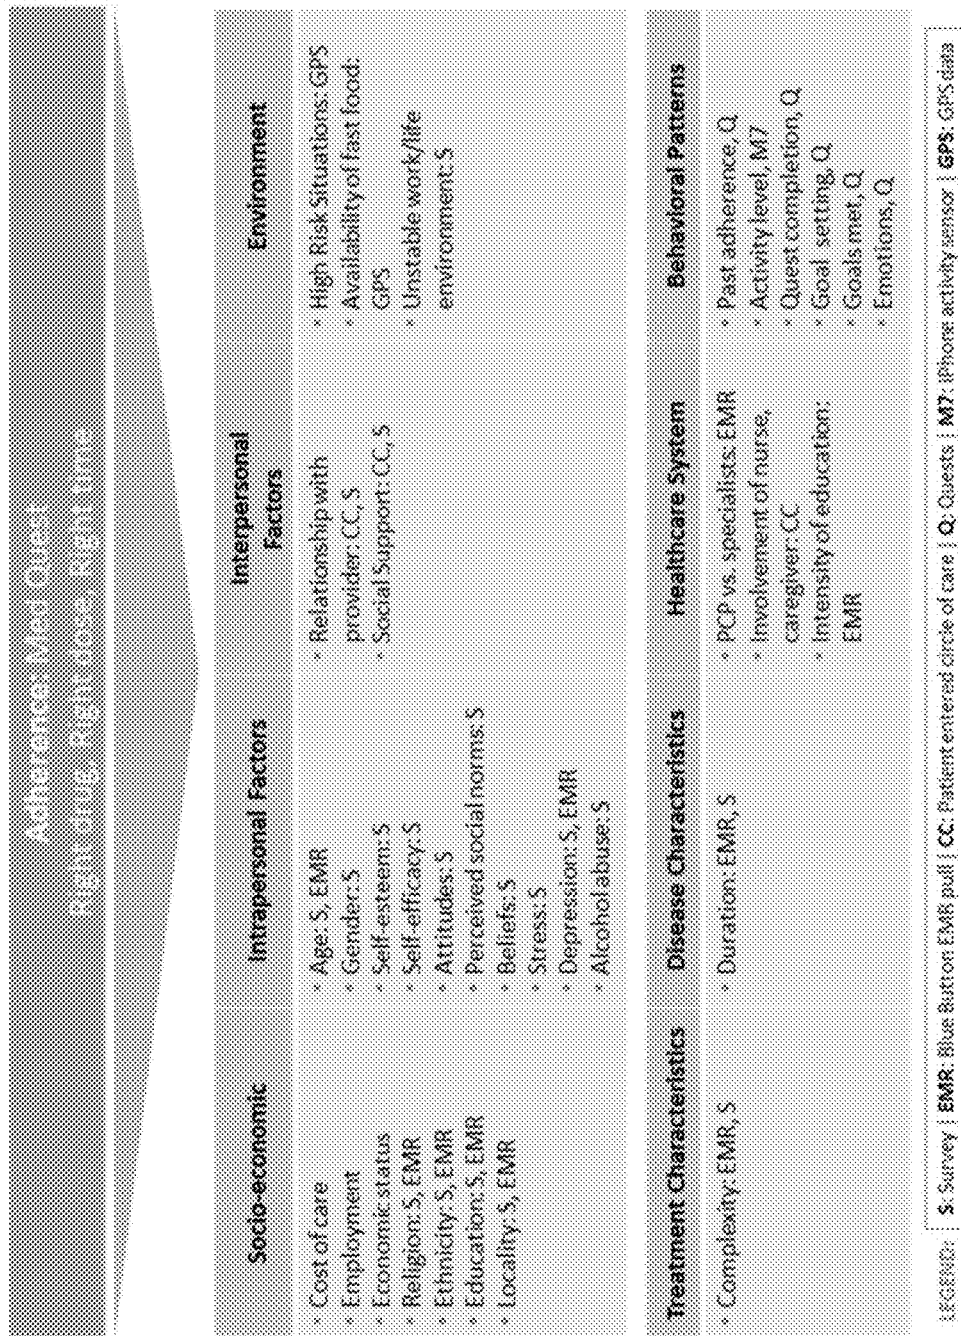 Adherence: Med Quest
Right drug, Right dose, Right time
Socio-economic
◦ Cost of care
◦ Employment
◦ Economic status
◦ Religion: S, EMR
◦ Ethnicity: S, EMR
◦ Education: S, EMR
◦ Locality: S, EMR
Intrapersonal Factors
◦ Age: S, EMR
◦ Gender: S
◦ Self-esteem: S
◦ Self-efficacy: S
◦ Attitudes: S
◦ Perceived social norms: S
◦ Beliefs: S
◦ Stress: S
◦ Depression: S, EMR
◦ Alcohol abuse: S
Interpersonal
Factors
◦ Relationship with
provider: CC, S
◦ Social Support: CC, S
Environment
◦ High Risk Situations: GPS
◦ Availability of fast food:
GPS
◦ Unstable work/life
environment: S
Treatment Characteristics
◦ Complexity: EMR, S
Disease Characteristics
◦ Duration: EMR, S
Healthcare System
◦ PCP vs. specialists: EMR
◦ Involvement of nurse,
caregiver: CC
◦ Intensity of education:
EMR
Behavioral Patterns
◦ Past adherence, Q
◦ Activity level, M7
◦ Quest completion, Q
◦ Goal setting, Q
◦ Goals met, Q
◦ Emotions, Q
LEGEND: S: Survey | EMR: Blue Button EMR pull | CC: Patient entered circle of care | Q: Quests | M7: iPhone activity sensor | GPS: GPS data